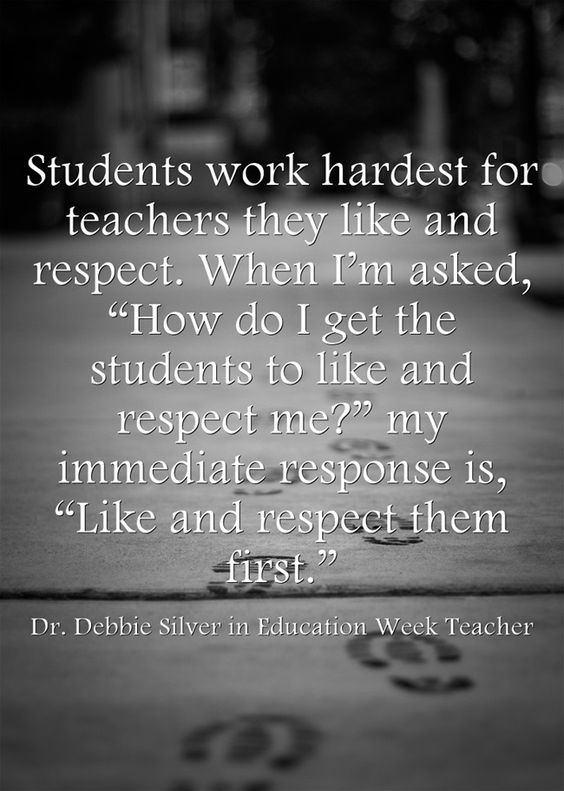 Students work hardest for
teachers they like and
respect. When I’m asked,
“How do I get the
students to like and
respect me?” my
immediate response is,
“Like and respect them
first.”
Dr. Debbie Silver in Education Week Teacher